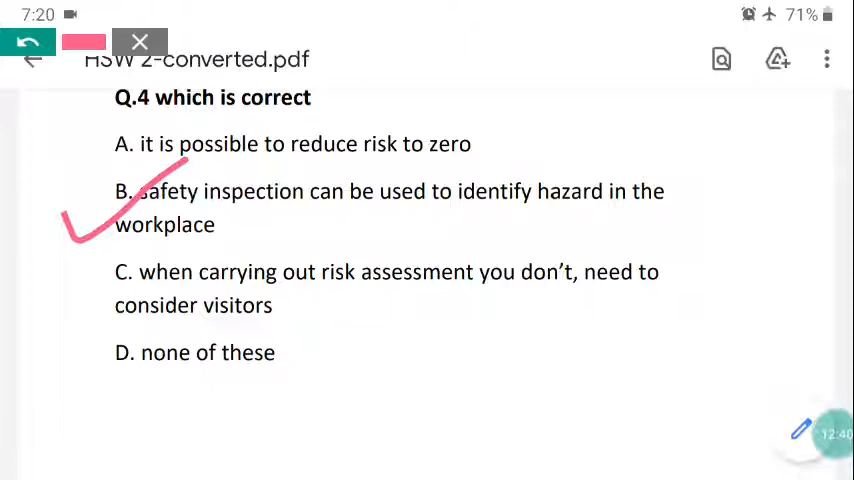 7:20 71%
HSW 2-converted.pdf
Q.4 which is correct
A. it is possible to reduce risk to zero
B. safety inspection can be used to identify hazard in the
workplace
C. when carrying out risk assessment you don’t, need to
consider visitors
D. none of these
12:40